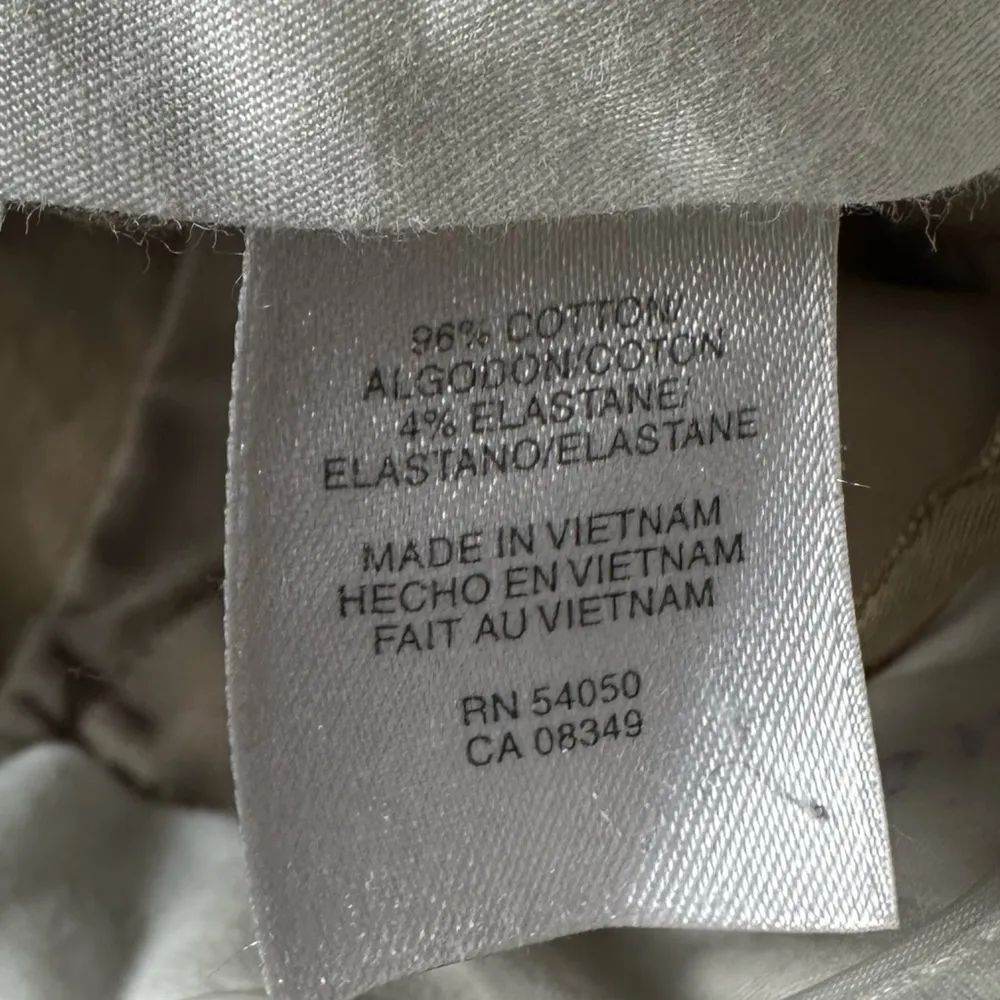 96% COTTON/
ALGODON/COTON
4% ELASTANE/
ELASTANO/ELASTANE
MADE IN VIETNAM
HECHO EN VIETNAM
FAIT AU VIETNAM
RN 54050
CA 08349